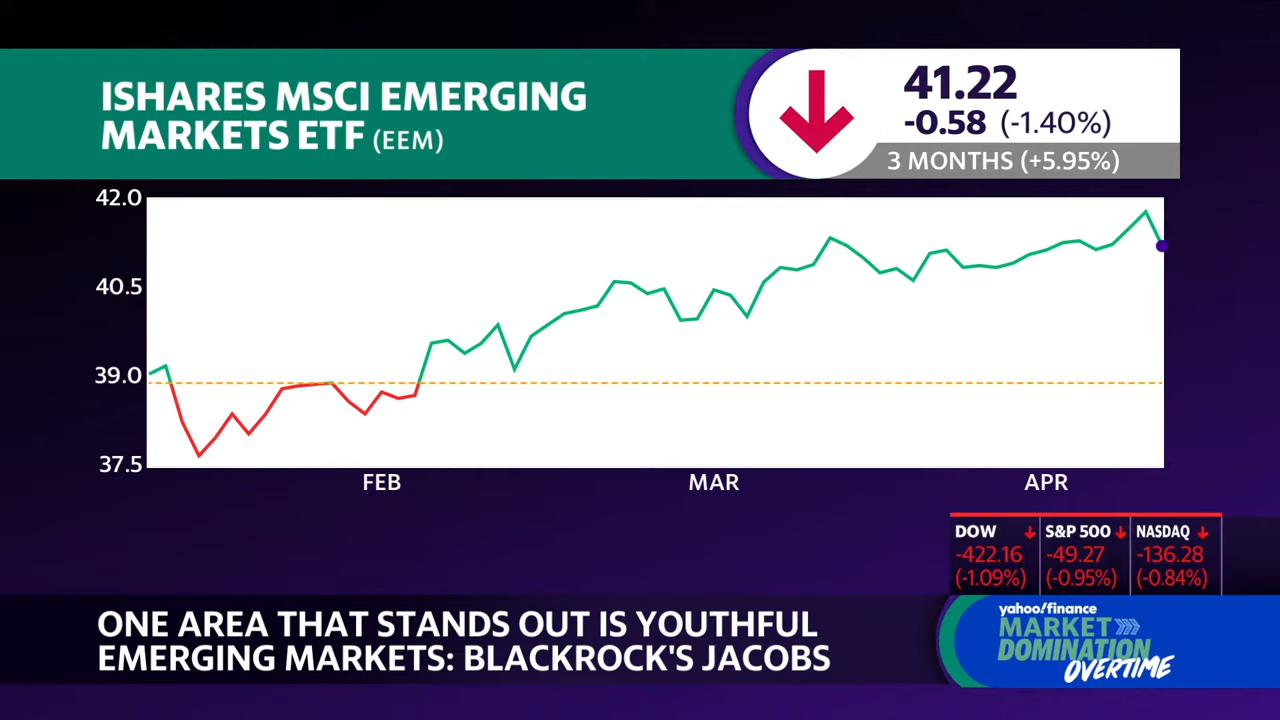 ISHARES MSCI EMERGING
MARKETS ETF (EEM)
41.22
-0.58 (-1.40%)
3 MONTHS (+5.95%)
42.0
40.5
39.0
37.5
FEB MAR APR
DOW S&P 500 NASDAQ
-422.16 -49.27 -136.28
(-1.09%) (-0.95%) (-0.84%)
ONE AREA THAT STANDS OUT IS YOUTHFUL
EMERGING MARKETS: BLACKROCK'S JACOBS
yahoo/finance
MARKET
DOMINATION
OVERTIME